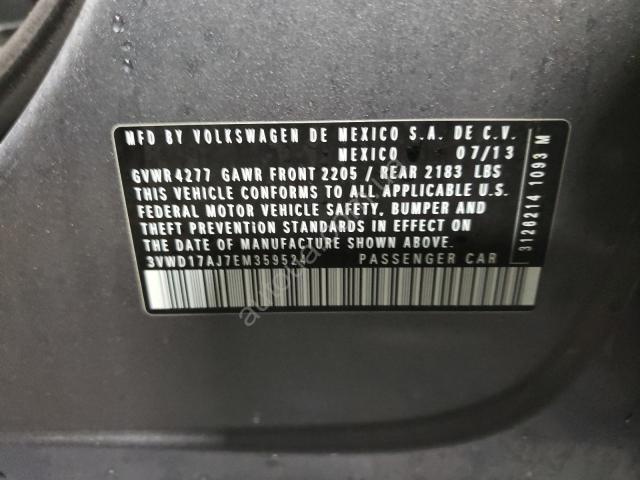 MFD BY VOLKSWAGEN DE MEXICO S.A. DE C.V.
MEXICO 07/13
GVWR 4277 GAWR FRONT 2205 / REAR 2183 LBS
THIS VEHICLE CONFORMS TO ALL APPLICABLE U.S.
FEDERAL MOTOR VEHICLE SAFETY, BUMPER AND
THEFT PREVENTION STANDARDS IN EFFECT ON THE
DATE OF MANUFACTURE SHOWN ABOVE.
3VWD17AJ7EM359524 PASSENGER CAR
3126214 1093 M